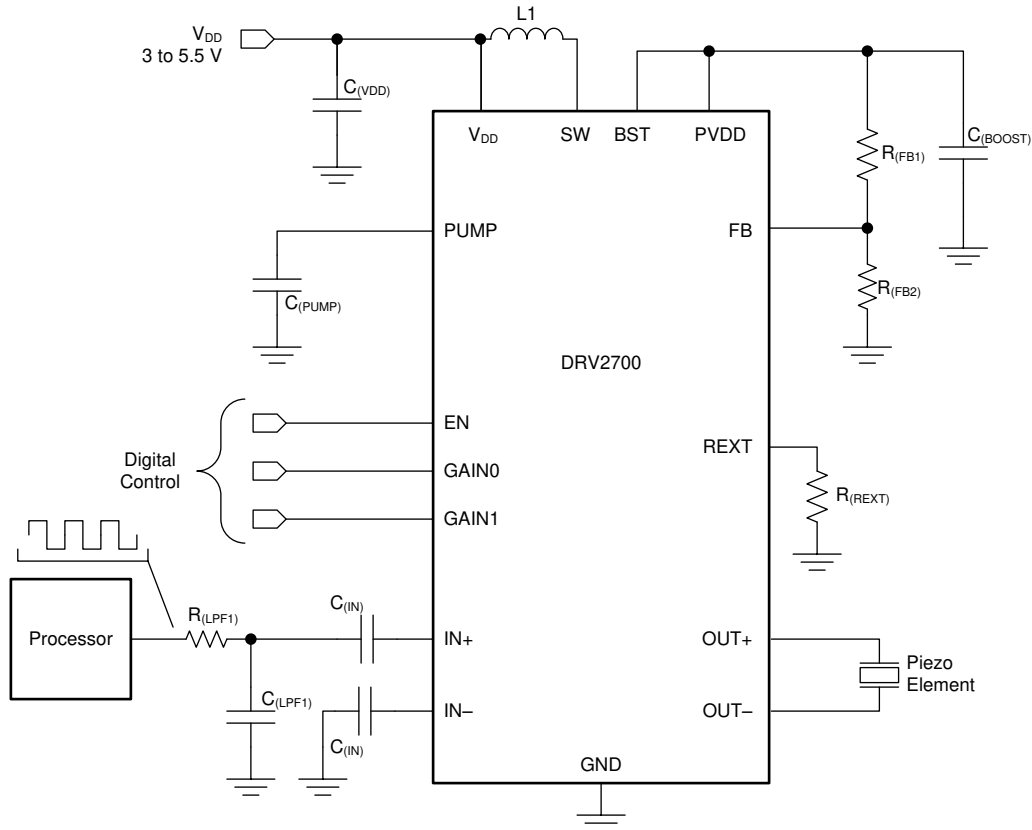 L1
V_DD
3 to 5.5 V
C_(VDD)
V_DD
SW
BST
PVDD
R_(FB1)
C_(BOOST)
PUMP
FB
C_(PUMP)
R_(FB2)
DRV2700
EN
Digital
Control
GAIN0
REXT
R_(REXT)
GAIN1
C_(IN)
R_(LPF1)
Processor
IN+
OUT+
Piezo
Element
C_(LPF1)
IN–
OUT–
C_(IN)
GND